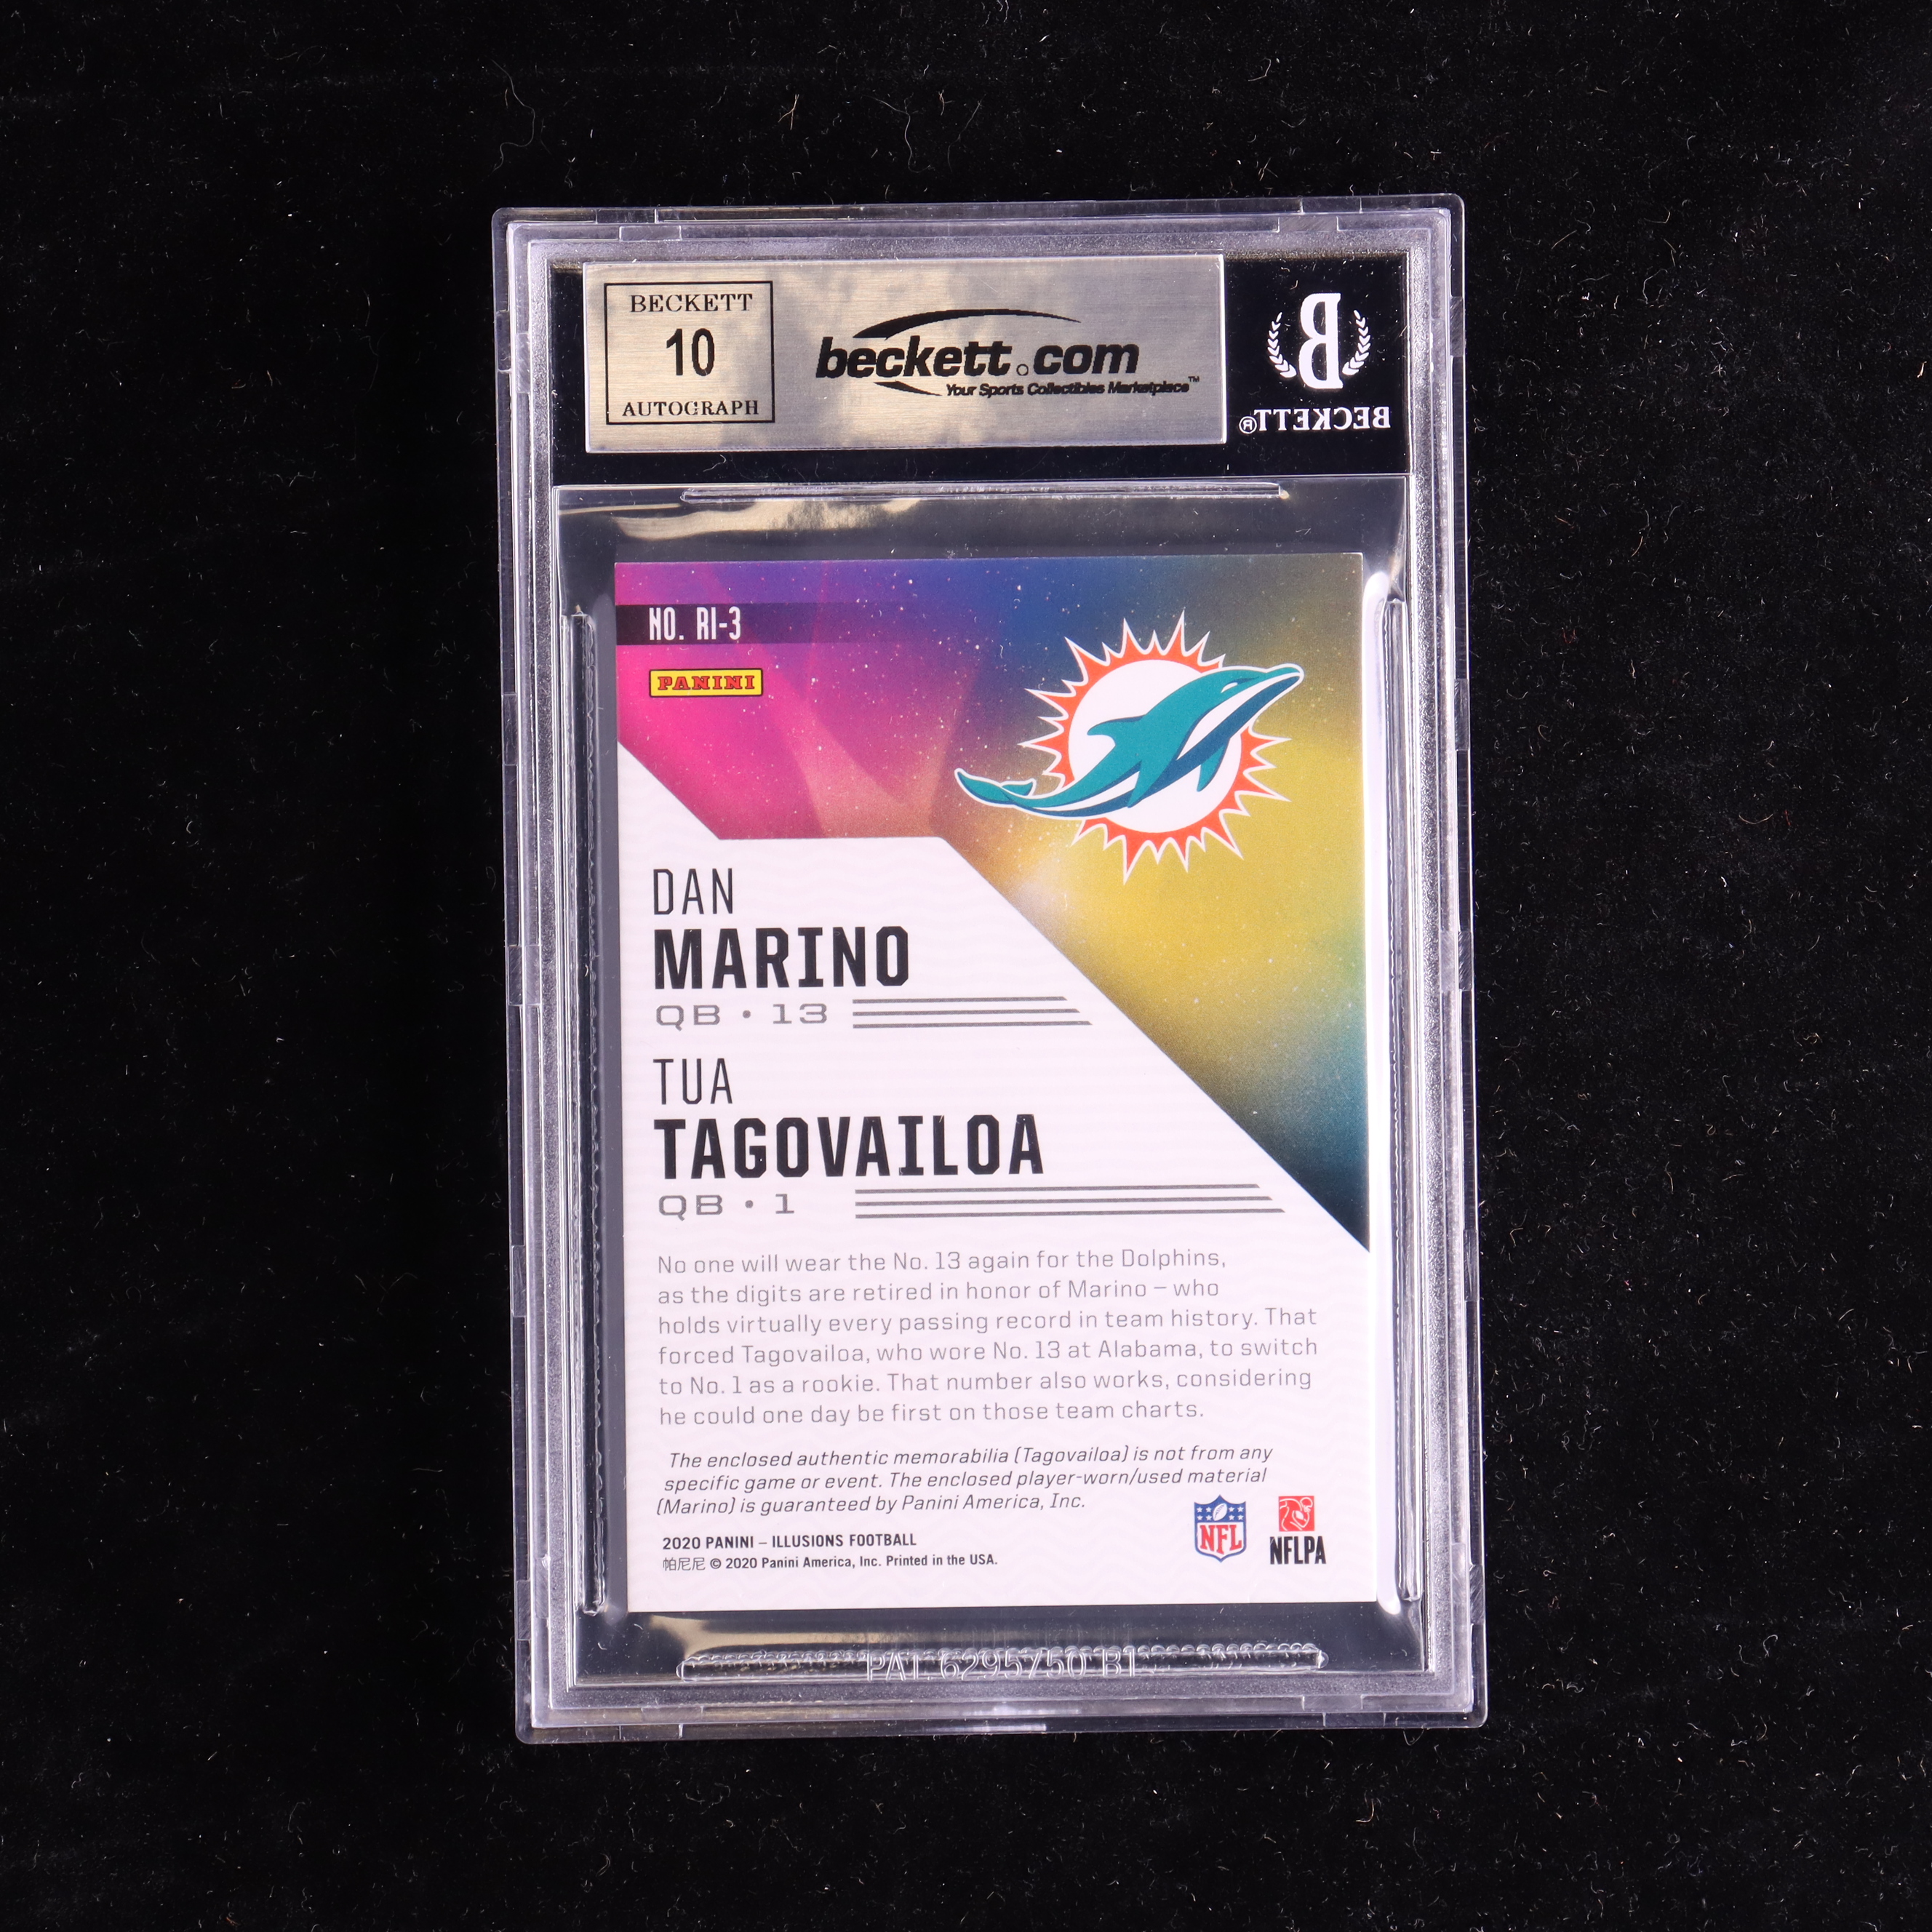 BECKETT
10
AUTOGRAPH
beckett.com
Your Sports Collectibles Marketplace™
B
BECKETT®
NO. RI-3
PANINI
DAN
MARINO
QB • 13
TUA
TAGOVAILOA
QB • 1
No one will wear the No. 13 again for the Dolphins,
as the digits are retired in honor of Marino – who
holds virtually every passing record in team history. That
forced Tagovailoa, who wore No. 13 at Alabama, to switch
to No. 1 as a rookie. That number also works, considering
he could one day be first on those team charts.
The enclosed authentic memorabilia (Tagovailoa) is not from any
specific game or event. The enclosed player-worn/used material
(Marino) is guaranteed by Panini America, Inc.
2020 PANINI – ILLUSIONS FOOTBALL
帕尼尼 © 2020 Panini America, Inc. Printed in the USA.
NFL
NFLPA
PAT. 6295750 B1